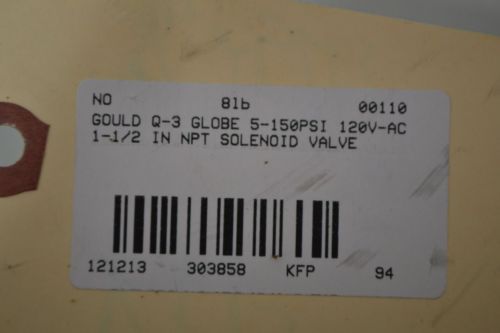 NO 8lb 00110
GOULD Q-3 GLOBE 5-150PSI 120V-AC
1-1/2 IN NPT SOLENOID VALVE
121213 303858 KFP 94